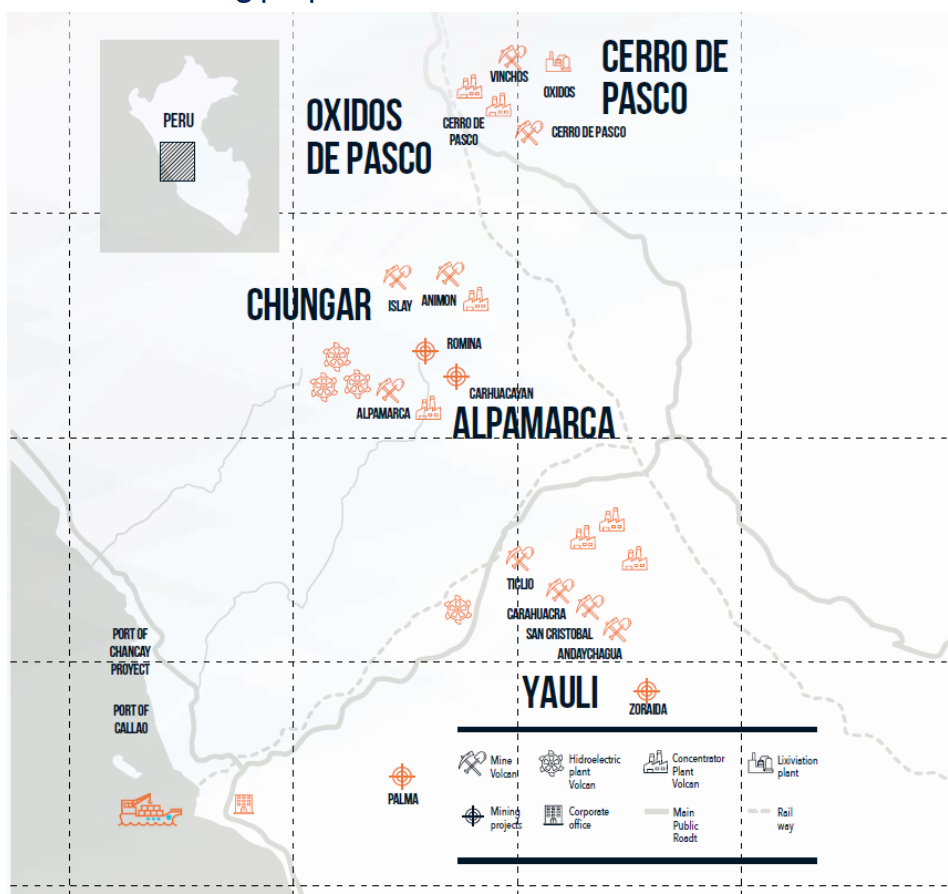 PERU
OXIDOS
DE PASCO
VINCHOS
OXIDOS
CERRO DE
PASCO
CERRO DE
PASCO
CERRO DE PASCO
CHUNGAR
ISLAY
ANIMON
ROMINA
CARHUACAYAN
ALPAMARCA
ALPAMARCA
TICLIO
CARAHUACRA
SAN CRISTOBAL
ANDAYCHAGUA
PORT OF
CHANCAY
PROYECT
PORT OF
CALLAO
YAULI
ZORAIDA
PALMA
Mine
Volcan
Hidroelectric
plant
Volcan
Concentrator
Plant
Volcan
Lixiviation
plant
Mining
projects
Corporate
office
Main
Public
Roadt
Rail
way